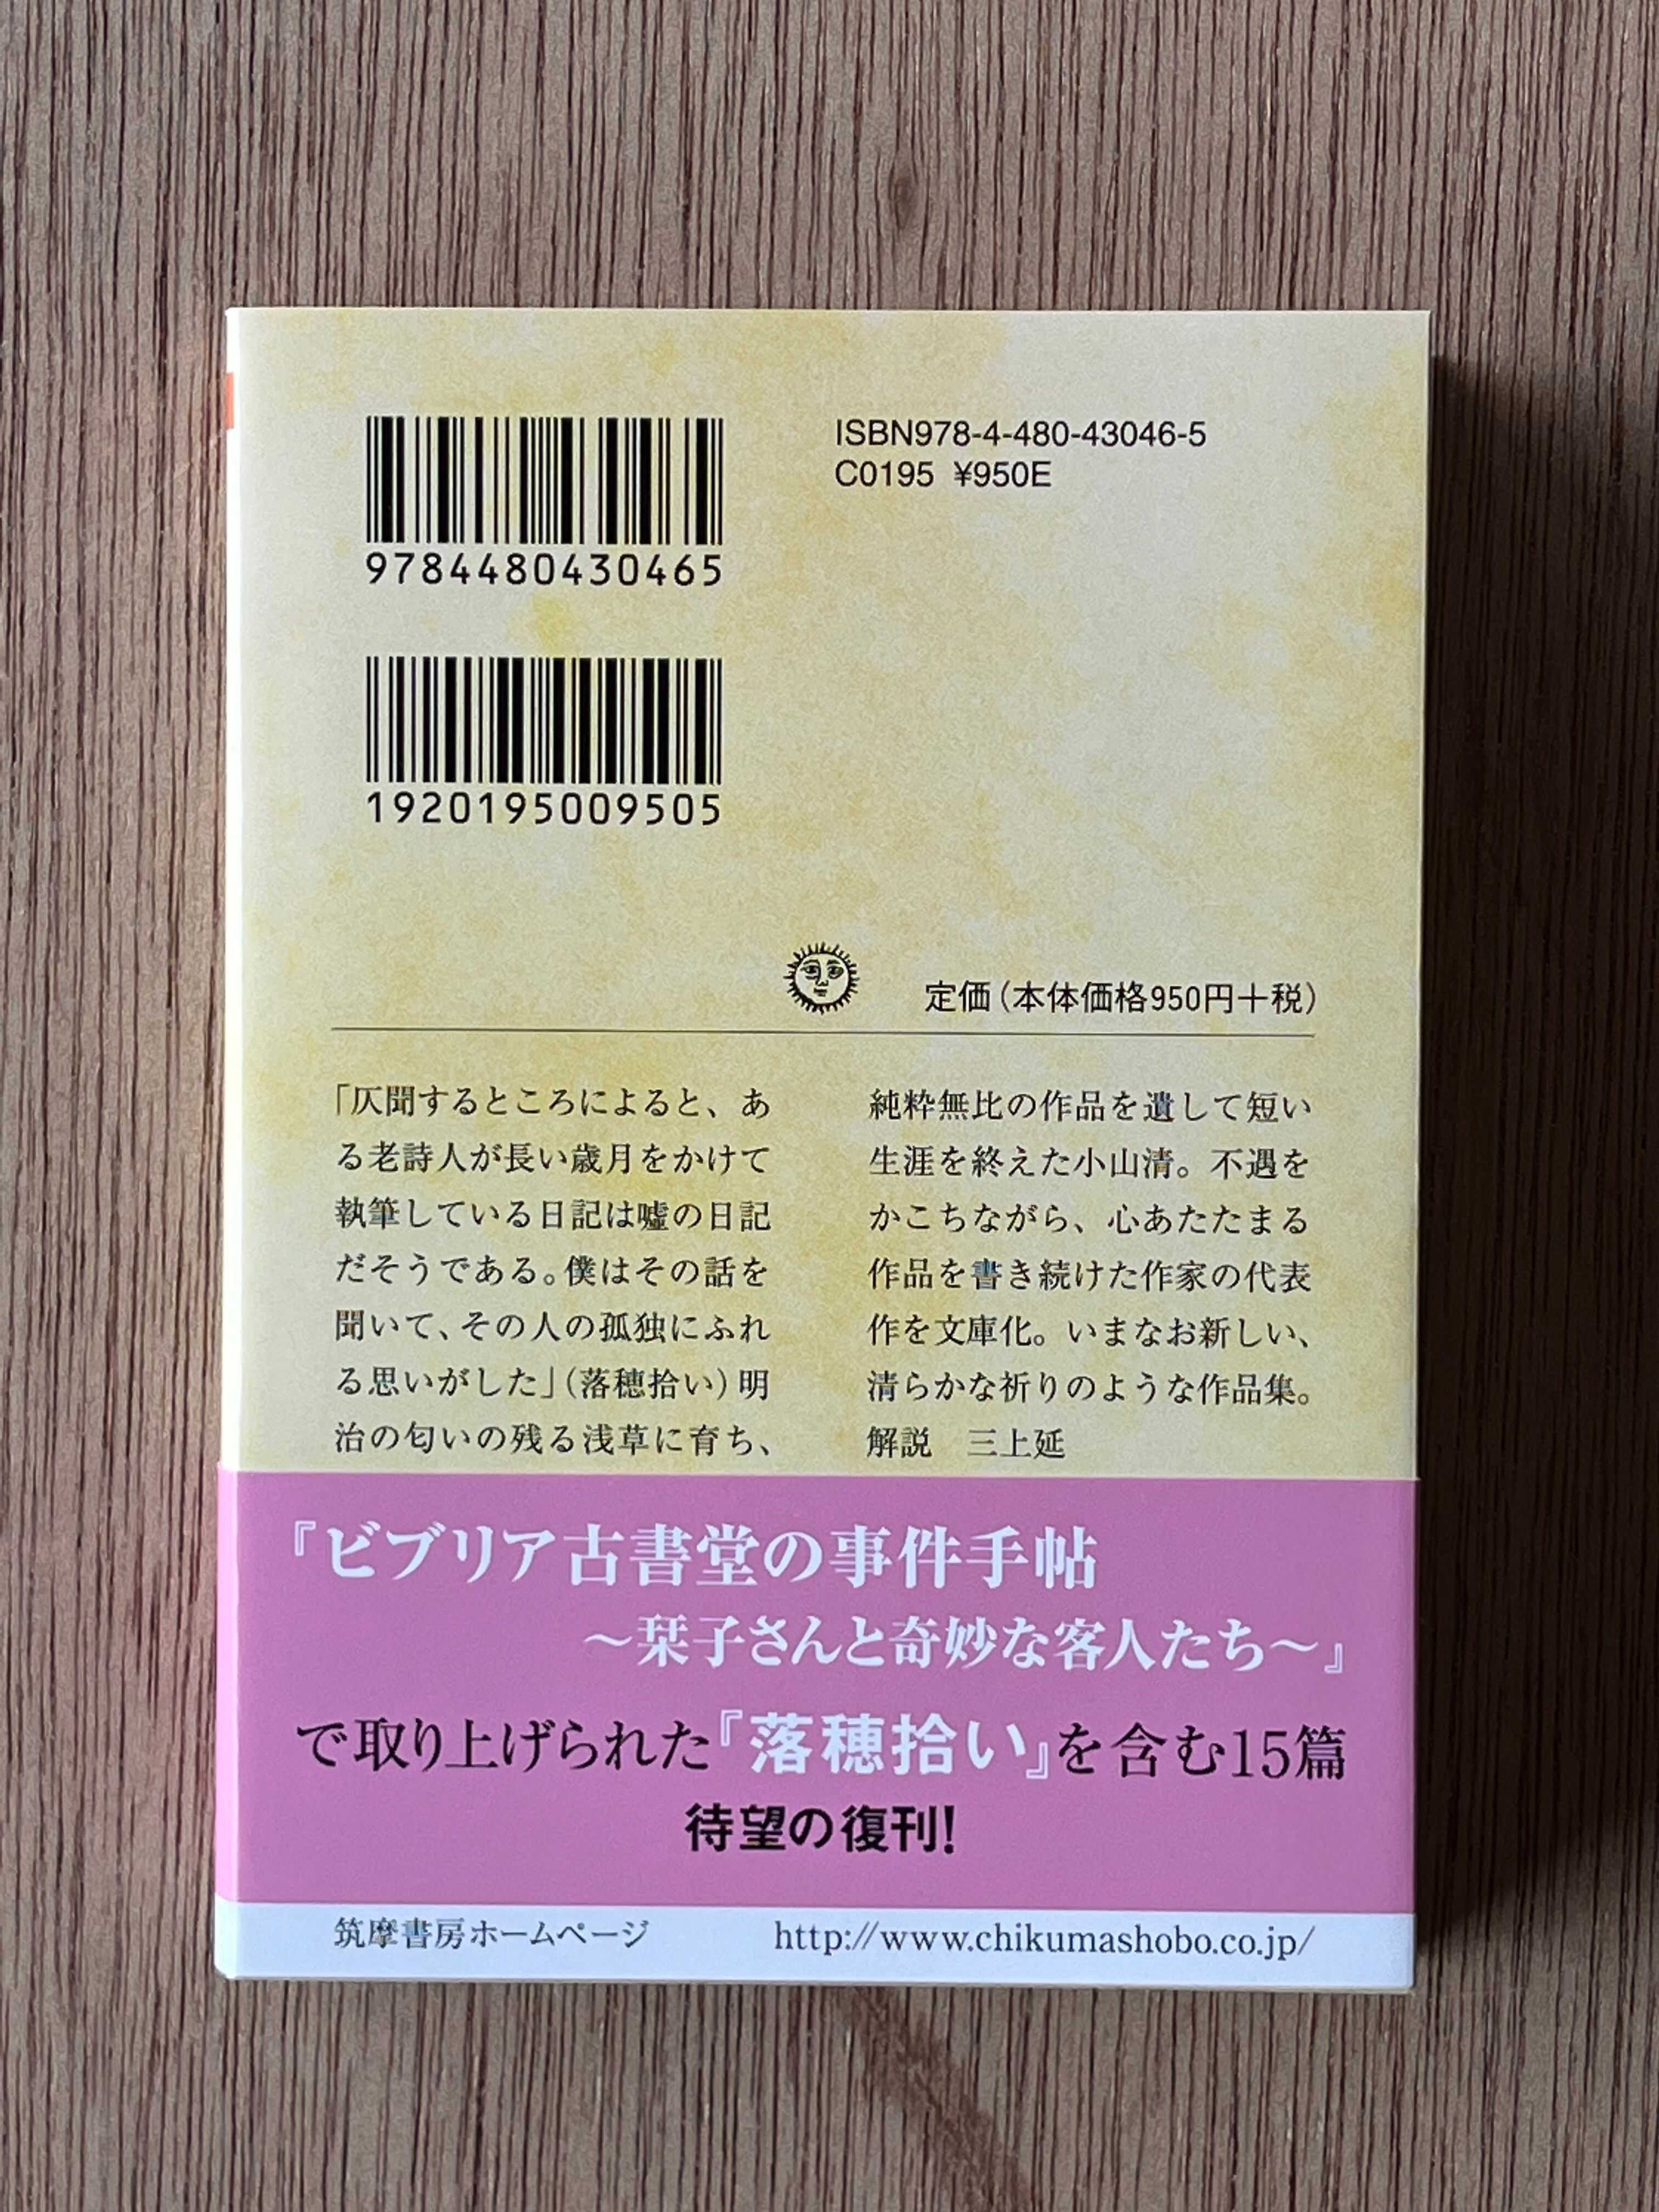 ISBN978-4-480-43046-5
C0195 ¥950E
9784480430465
1920195009505
定価（本体価格950円＋税）
「仄聞するところによると、あ
る老詩人が長い歳月をかけて
執筆している日記は嘘の日記
だそうである。僕はその話を
聞いて、その人の孤独にふれ
る思いがした」（落穂拾い）明
治の匂いの残る浅草に育ち、
純粋無比の作品を遺して短い
生涯を終えた小山清。不遇を
かこちながら、心あたたまる
作品を書き続けた作家の代表
作を文庫化。いまなお新しい、
清らかな祈りのような作品集。
解説　三上延
『ビブリア古書堂の事件手帖
～栞子さんと奇妙な客人たち～』
で取り上げられた『落穂拾い』を含む15篇
待望の復刊！
筑摩書房ホームページ　http://www.chikumashobo.co.jp/